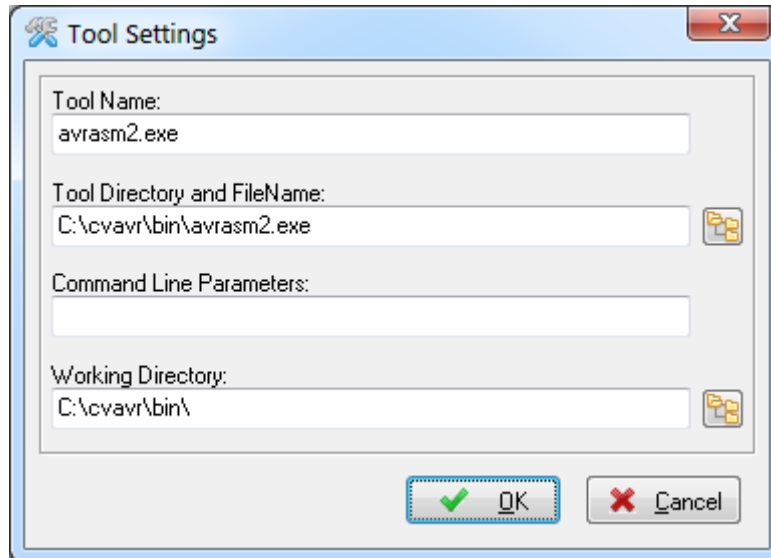 Tool Settings
Tool Name:
avrasm2.exe
Tool Directory and FileName:
C:\cvavr\bin\avrasm2.exe
Command Line Parameters:
Working Directory:
C:\cvavr\bin\
OK
Cancel